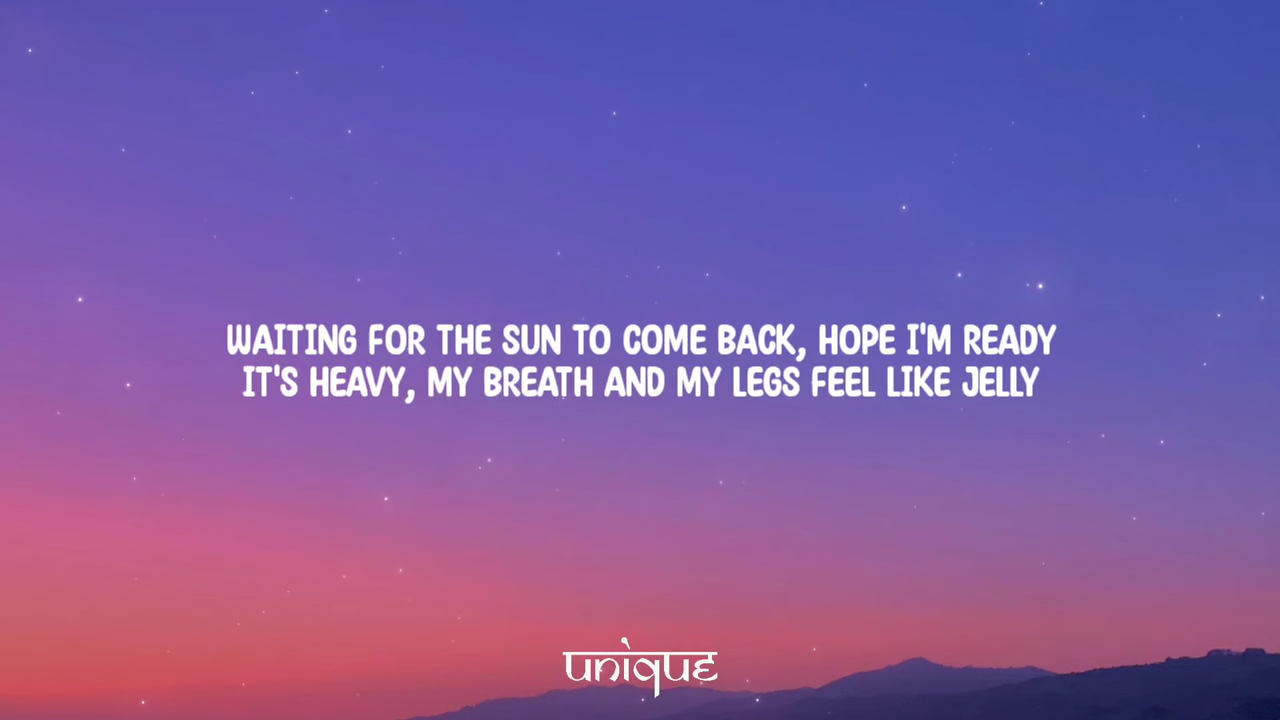 WAITING FOR THE SUN TO COME BACK, HOPE I'M READY
IT'S HEAVY, MY BREATH AND MY LEGS FEEL LIKE JELLY
unique